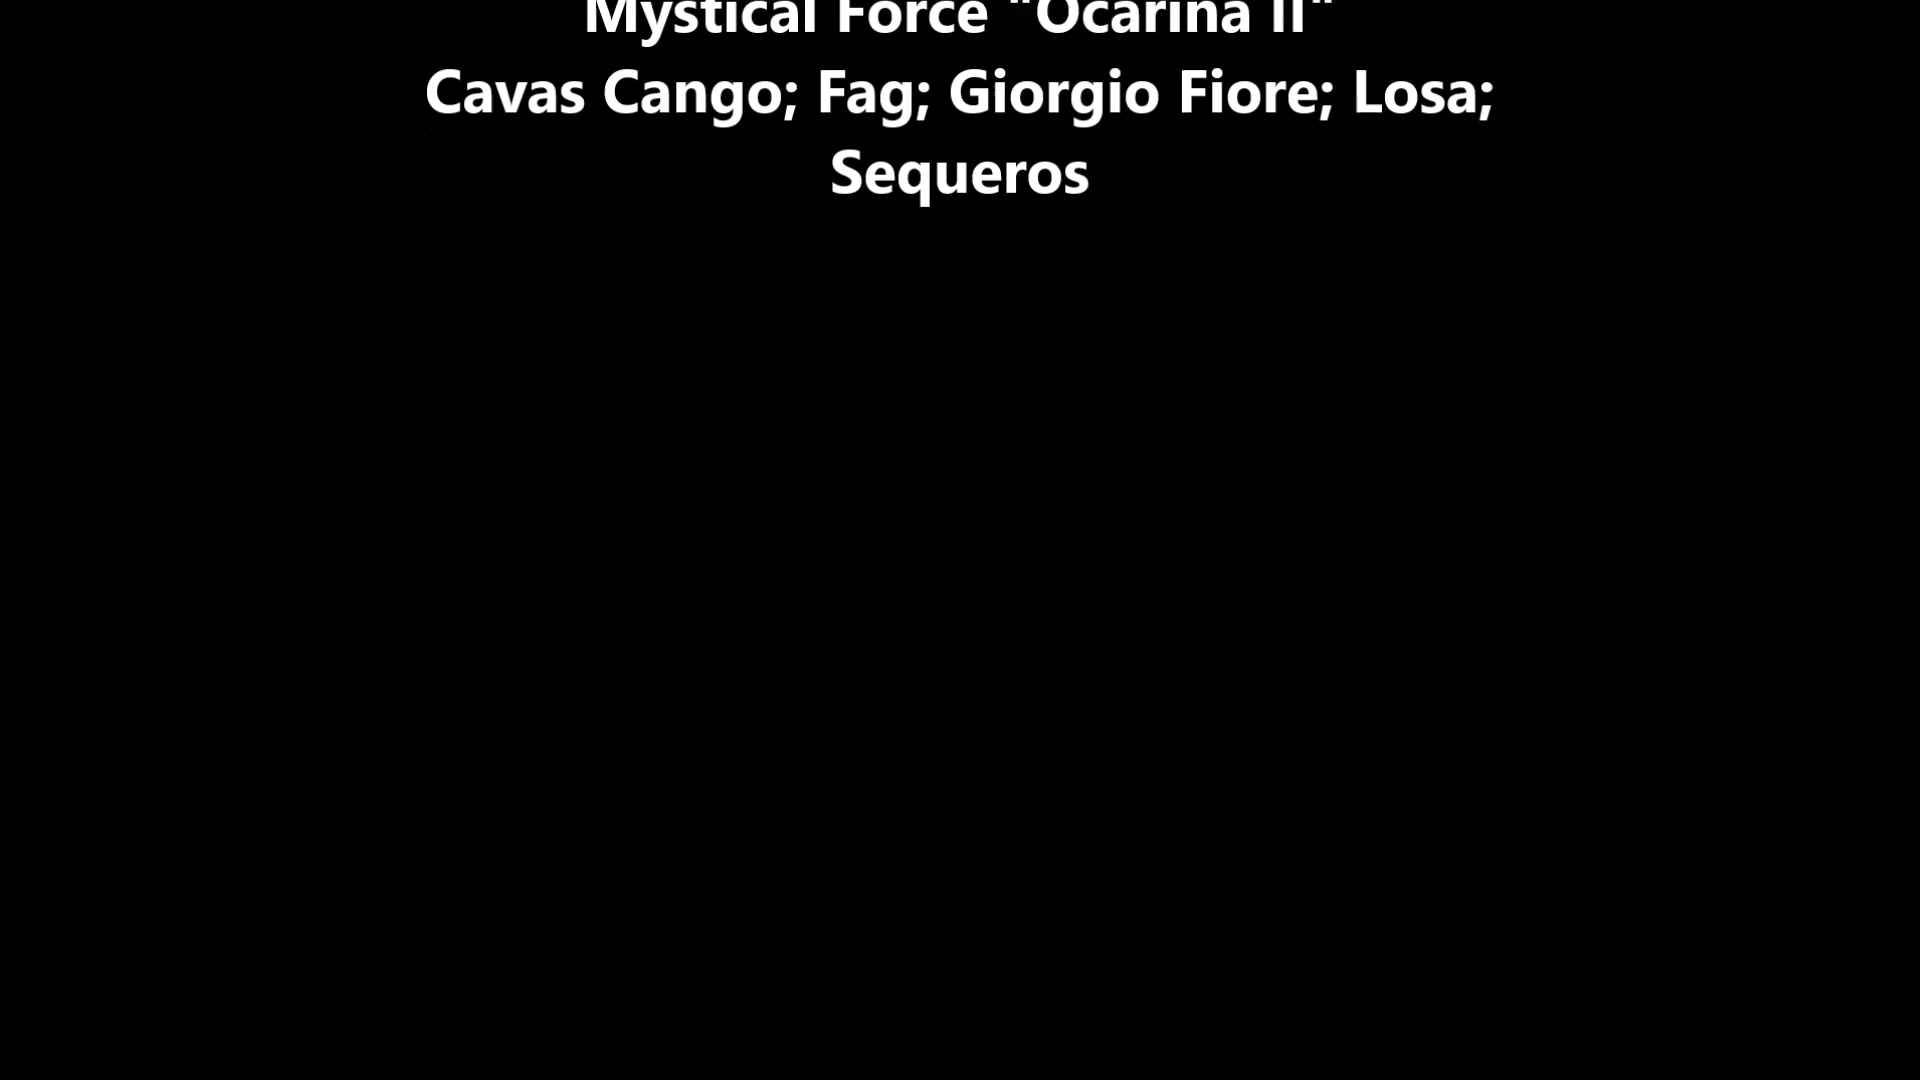 Mystical Force "Ocarina II"
Cavas Cango; Fag; Giorgio Fiore; Losa;
Sequeros